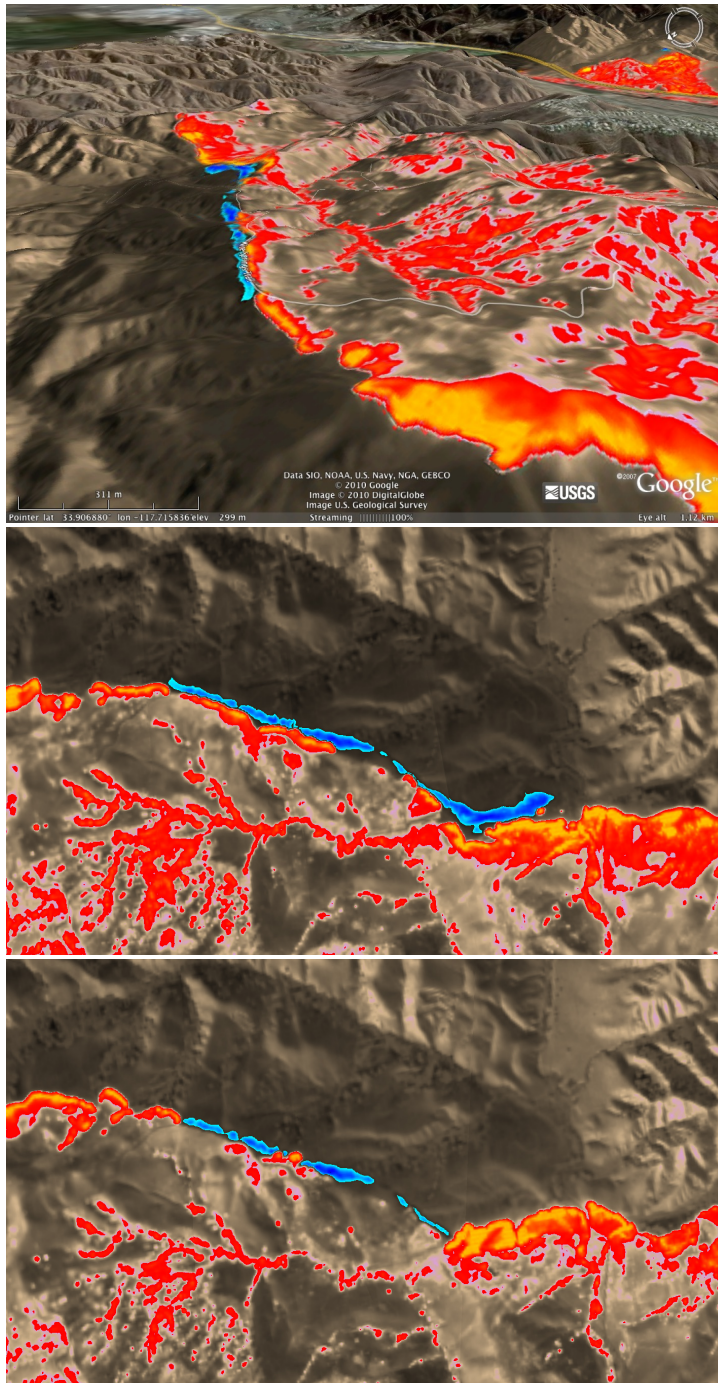 N
Data SIO, NOAA, U.S. Navy, NGA, GEBCO
© 2010 Google
Image © 2010 DigitalGlobe
Image U.S. Geological Survey
USGS
©2007 Google™
311 m
Pointer lat 33.906880° lon -117.715836° elev 299 m
Streaming ||||||||||100%
Eye alt 1.12 km